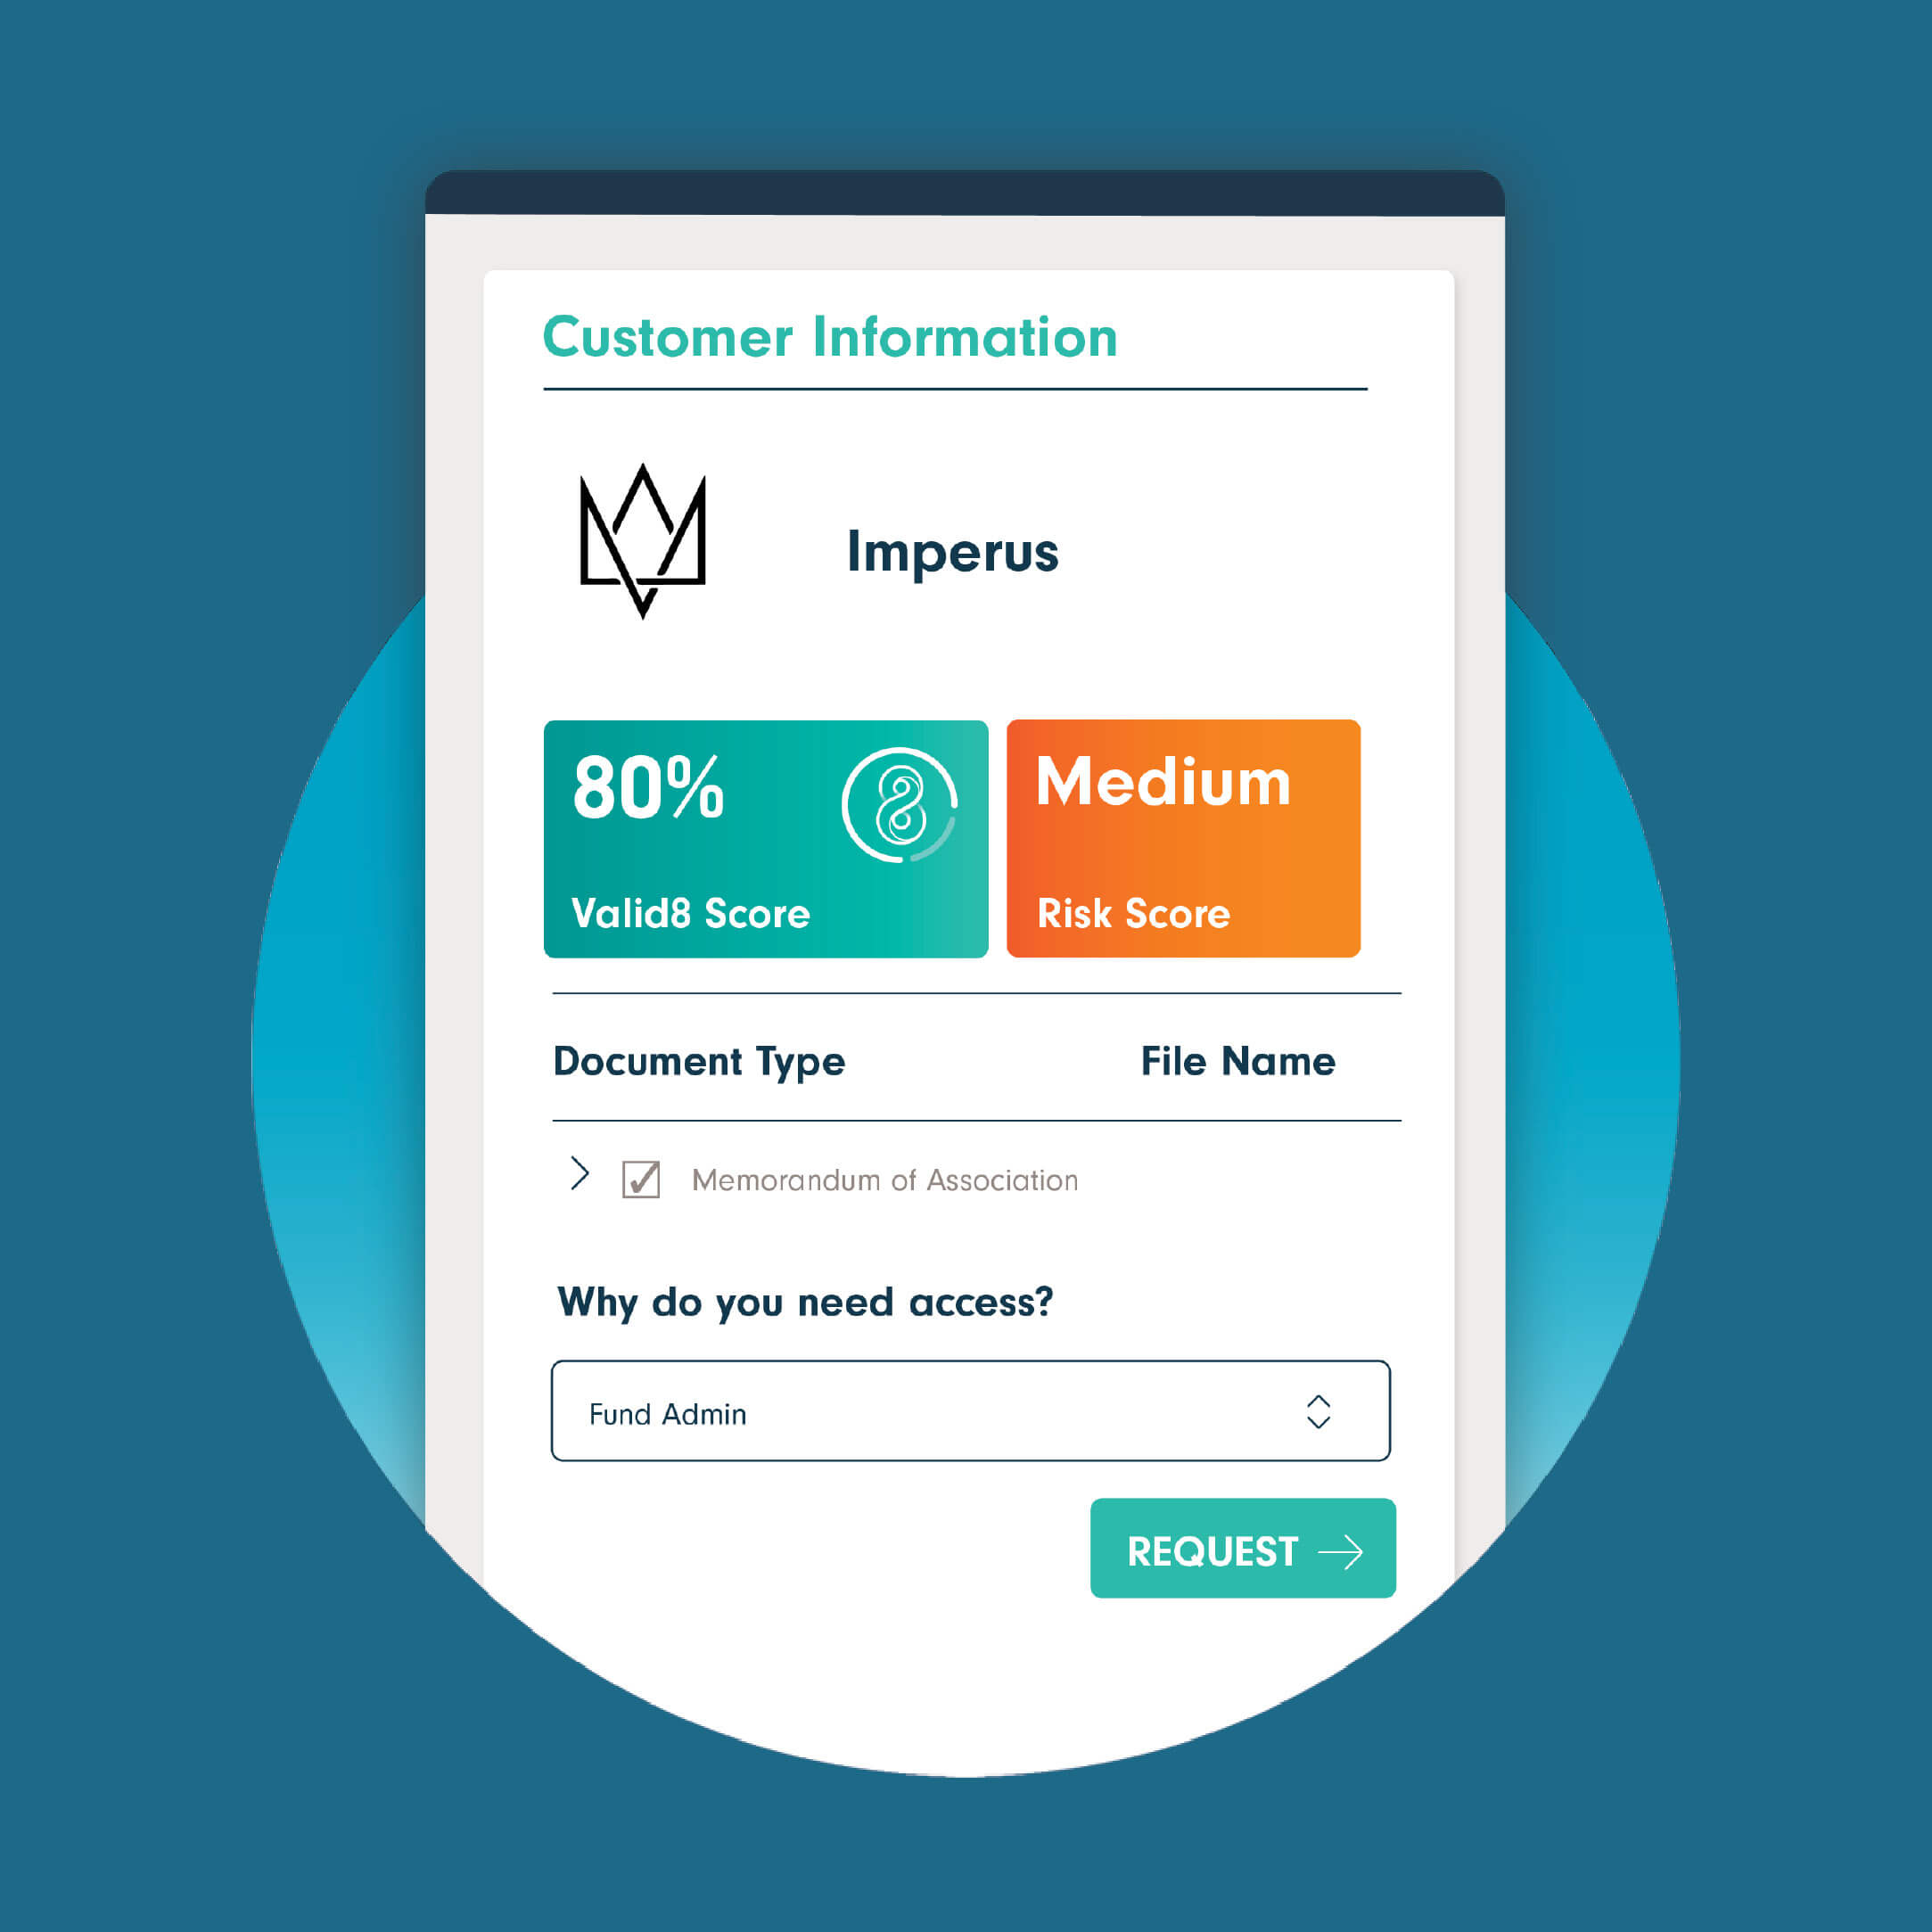 Customer Information
Imperus
80%
Valid8 Score
Medium
Risk Score
Document Type File Name
Memorandum of Association
Why do you need access?
Fund Admin
REQUEST